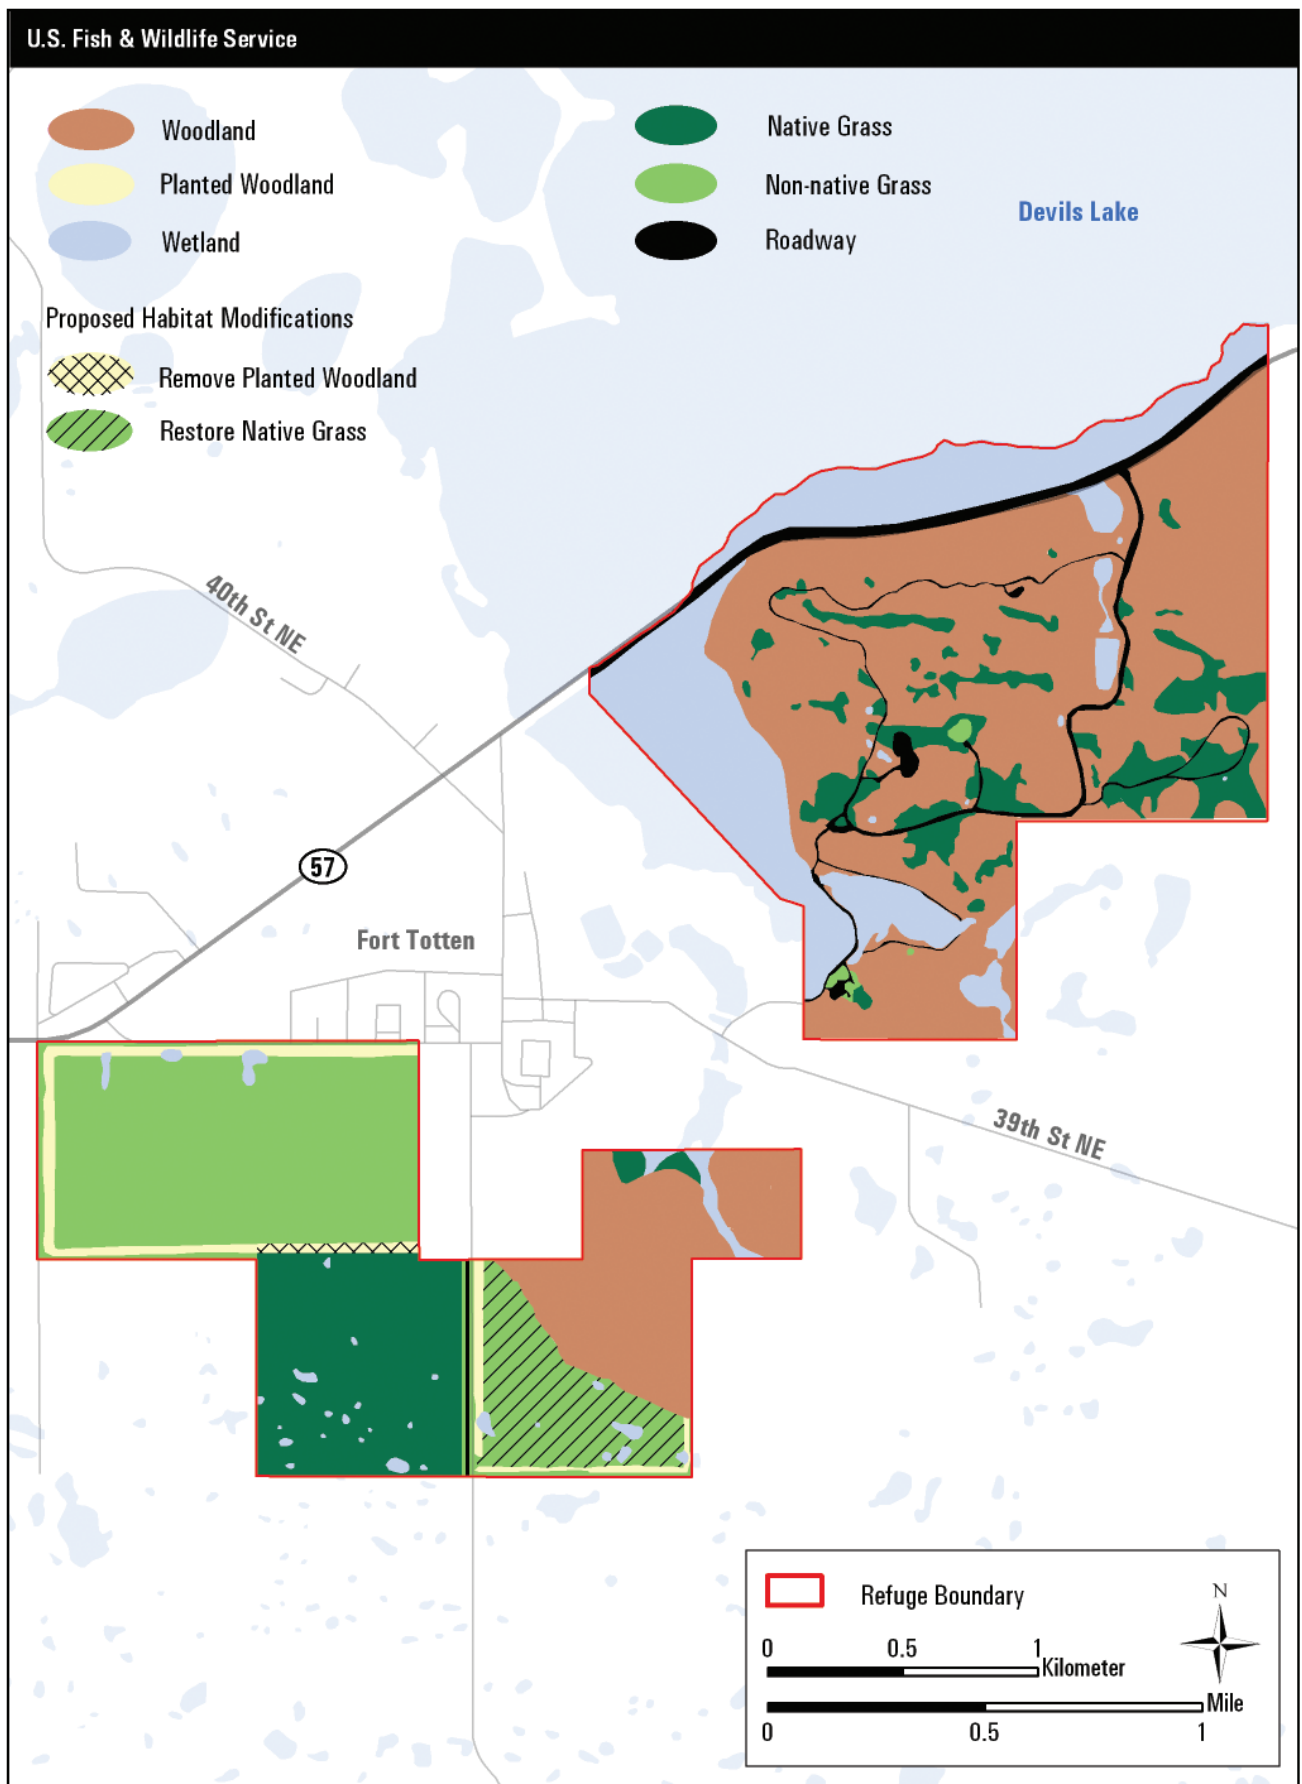 U.S. Fish & Wildlife Service
Woodland
Planted Woodland
Wetland
Native Grass
Non-native Grass
Roadway
Devils Lake
Proposed Habitat Modifications
Remove Planted Woodland
Restore Native Grass
40th St NE
57
Fort Totten
39th St NE
Refuge Boundary
N
0 0.5 1
Kilometer
Mile
0 0.5 1